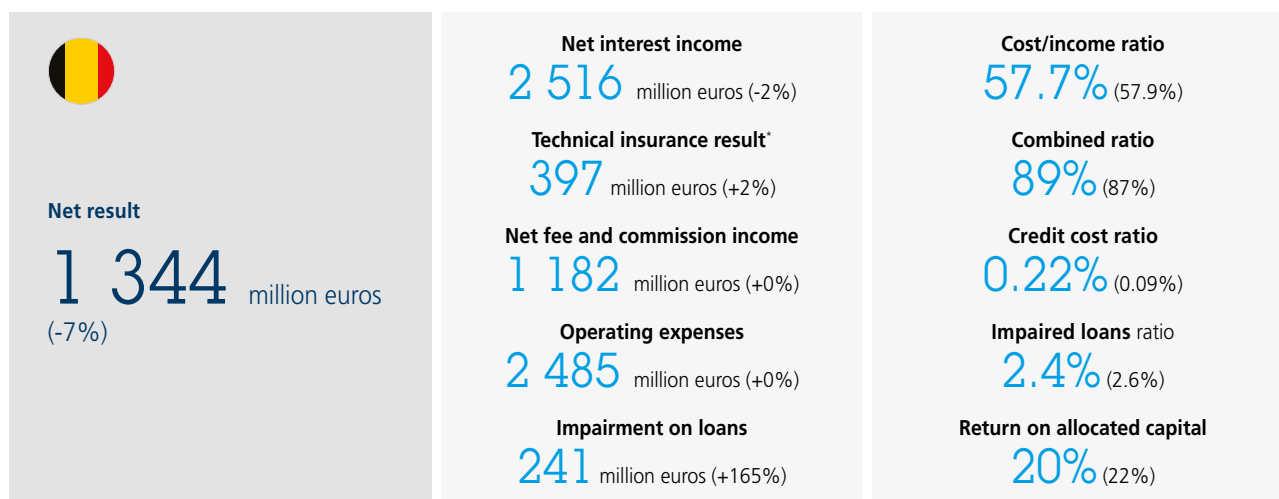 Net result
1 344 million euros
(-7%)
Net interest income
2 516 million euros (-2%)
Technical insurance result*
397 million euros (+2%)
Net fee and commission income
1 182 million euros (+0%)
Operating expenses
2 485 million euros (+0%)
Impairment on loans
241 million euros (+165%)
Cost/income ratio
57.7% (57.9%)
Combined ratio
89% (87%)
Credit cost ratio
0.22% (0.09%)
Impaired loans ratio
2.4% (2.6%)
Return on allocated capital
20% (22%)